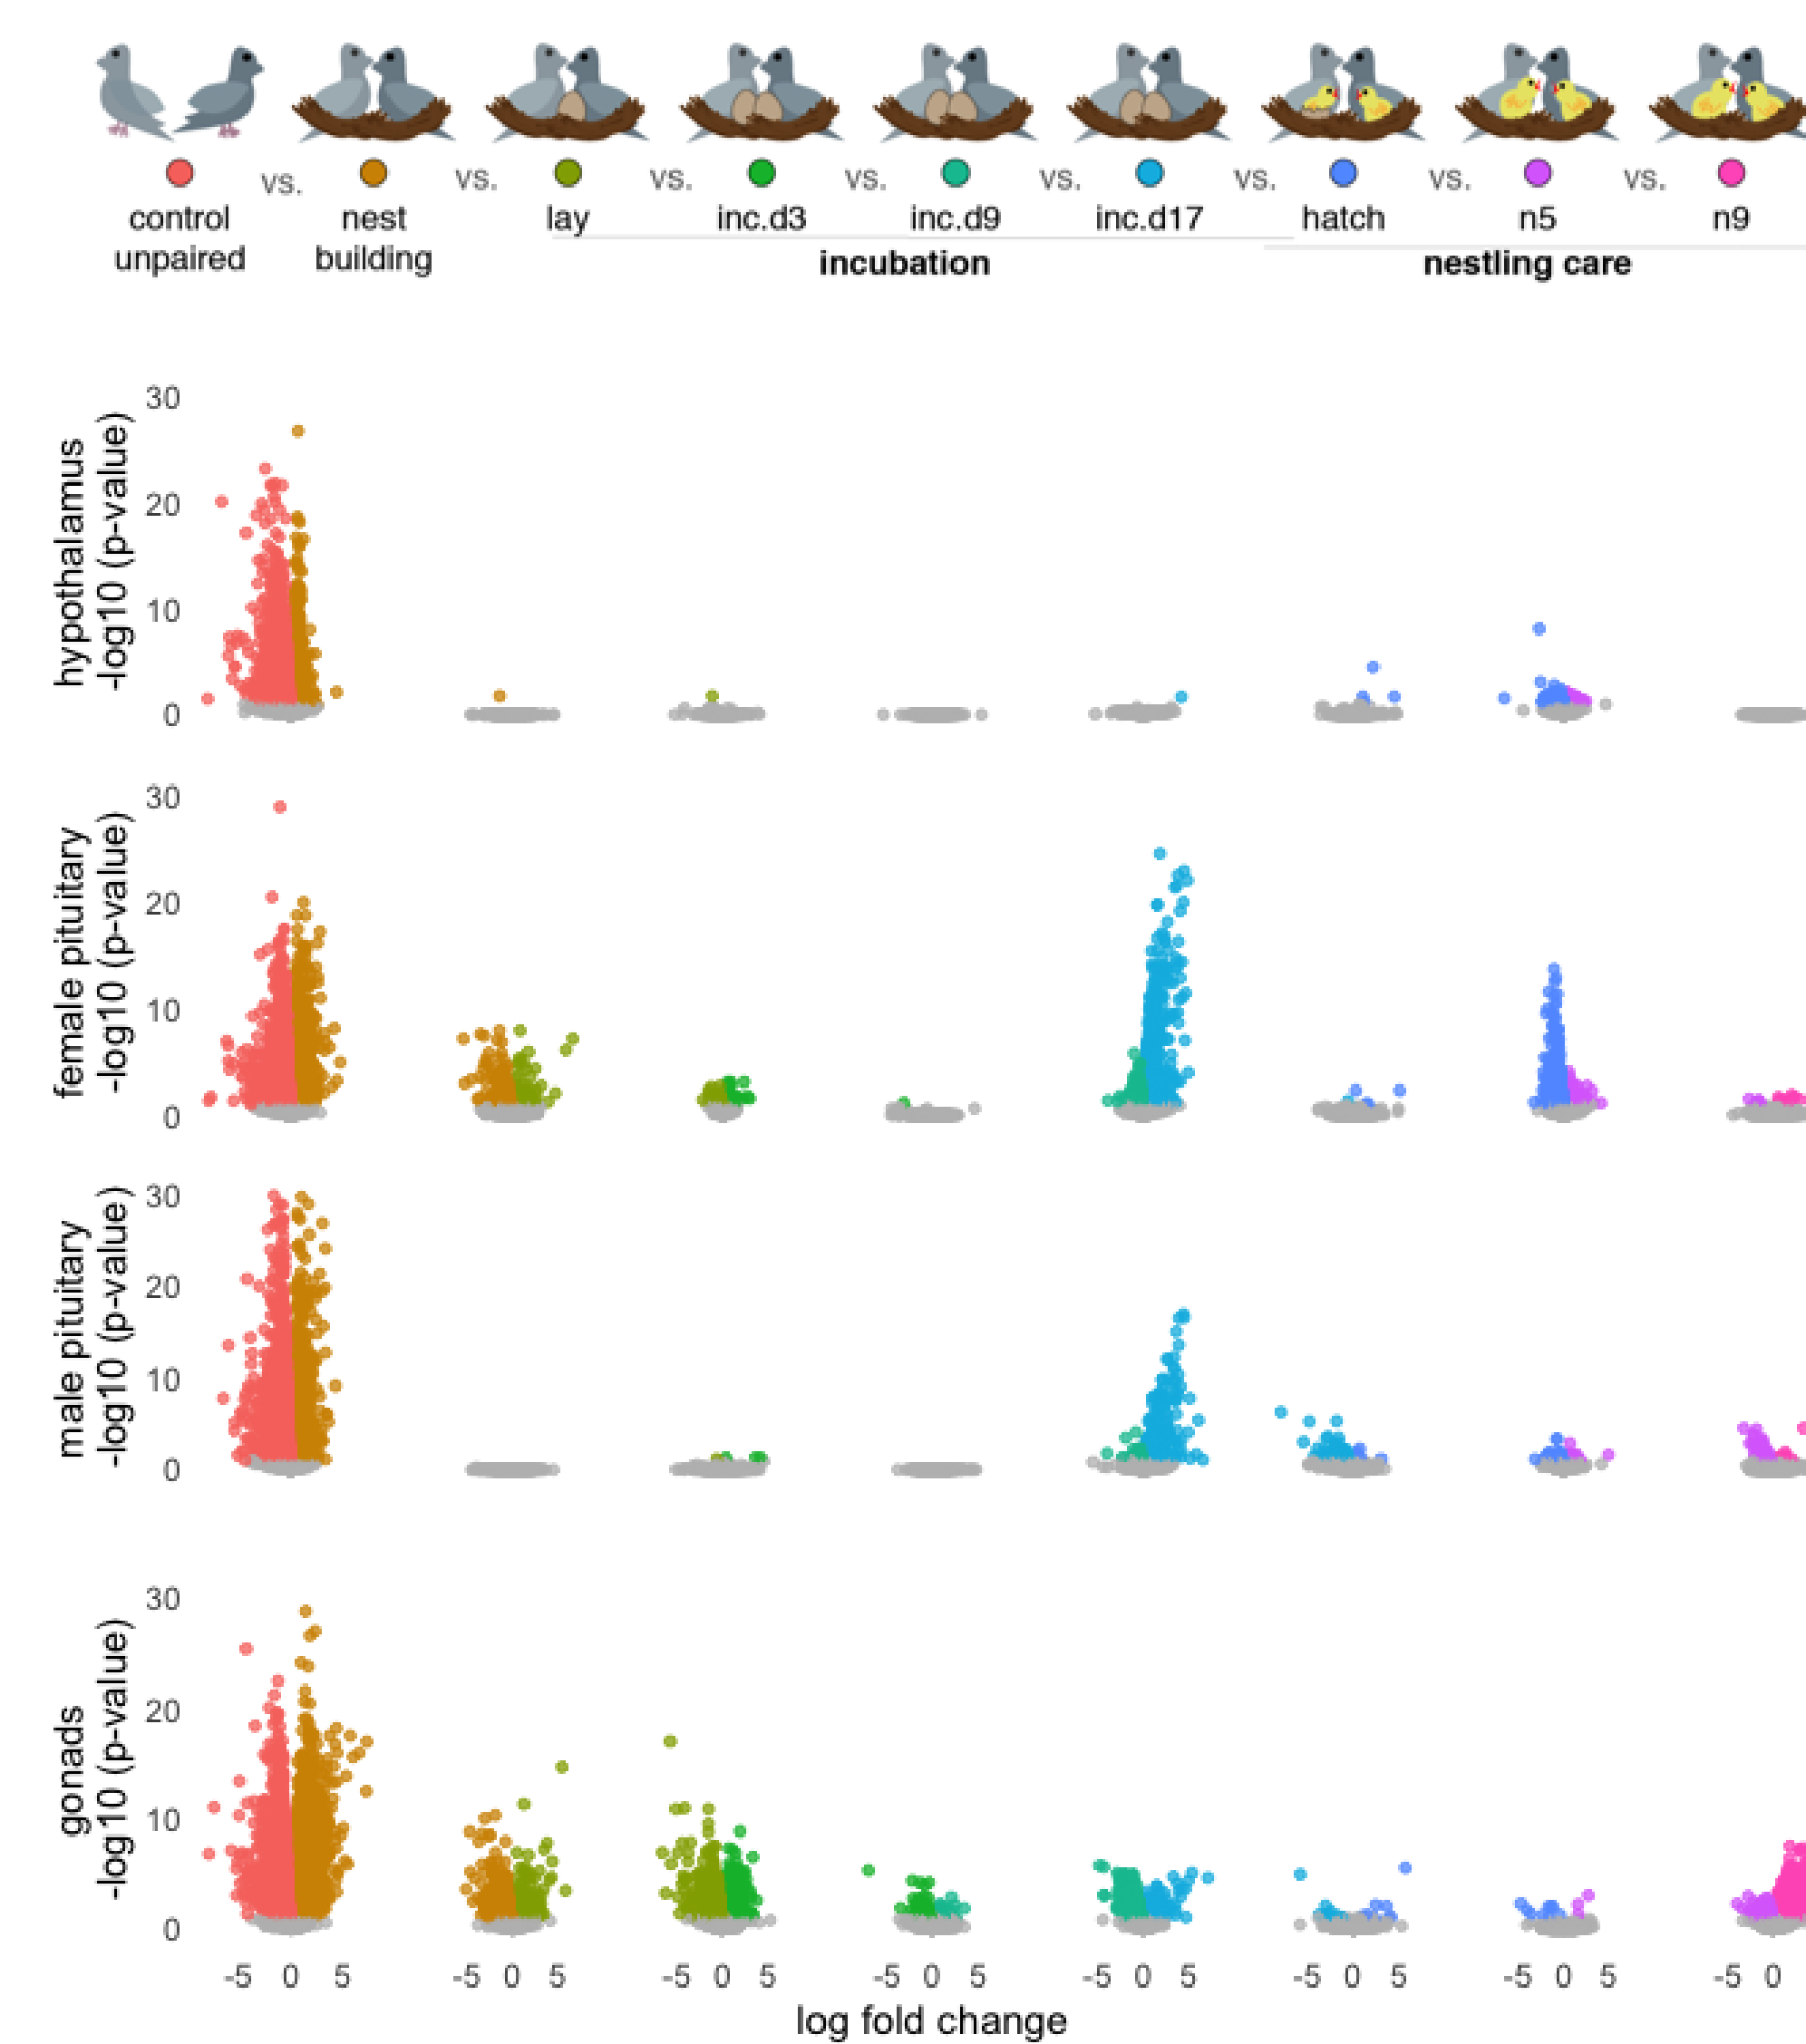 vs. vs. vs. vs. vs. vs. vs. vs.
control nest lay inc.d3 inc.d9 inc.d17 hatch n5 n9
unpaired building incubation nestling care
hypothalamus
-log10 (p-value)
30
20
10
0
female pituitary
-log10 (p-value)
30
20
10
0
male pituitary
-log10 (p-value)
30
20
10
0
gonads
-log10 (p-value)
30
20
10
0
-5 0 5 -5 0 5 -5 0 5 -5 0 5 -5 0 5 -5 0 5 -5 0 5 -5 0
log fold change